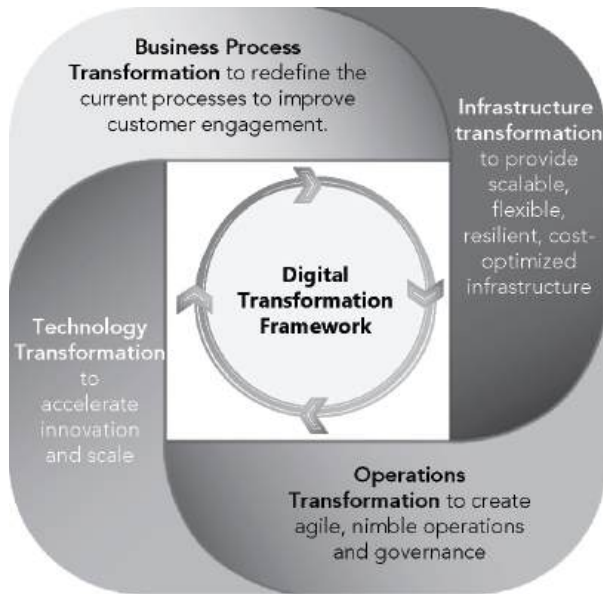 Business Process
Transformation to redefine the
current processes to improve
customer engagement.
Infrastructure
transformation
to provide
scalable,
flexible,
resilient, cost-
optimized
infrastructure
Digital
Transformation
Framework
Technology
Transformation
to
accelerate
innovation
and scale
Operations
Transformation to create
agile, nimble operations
and governance